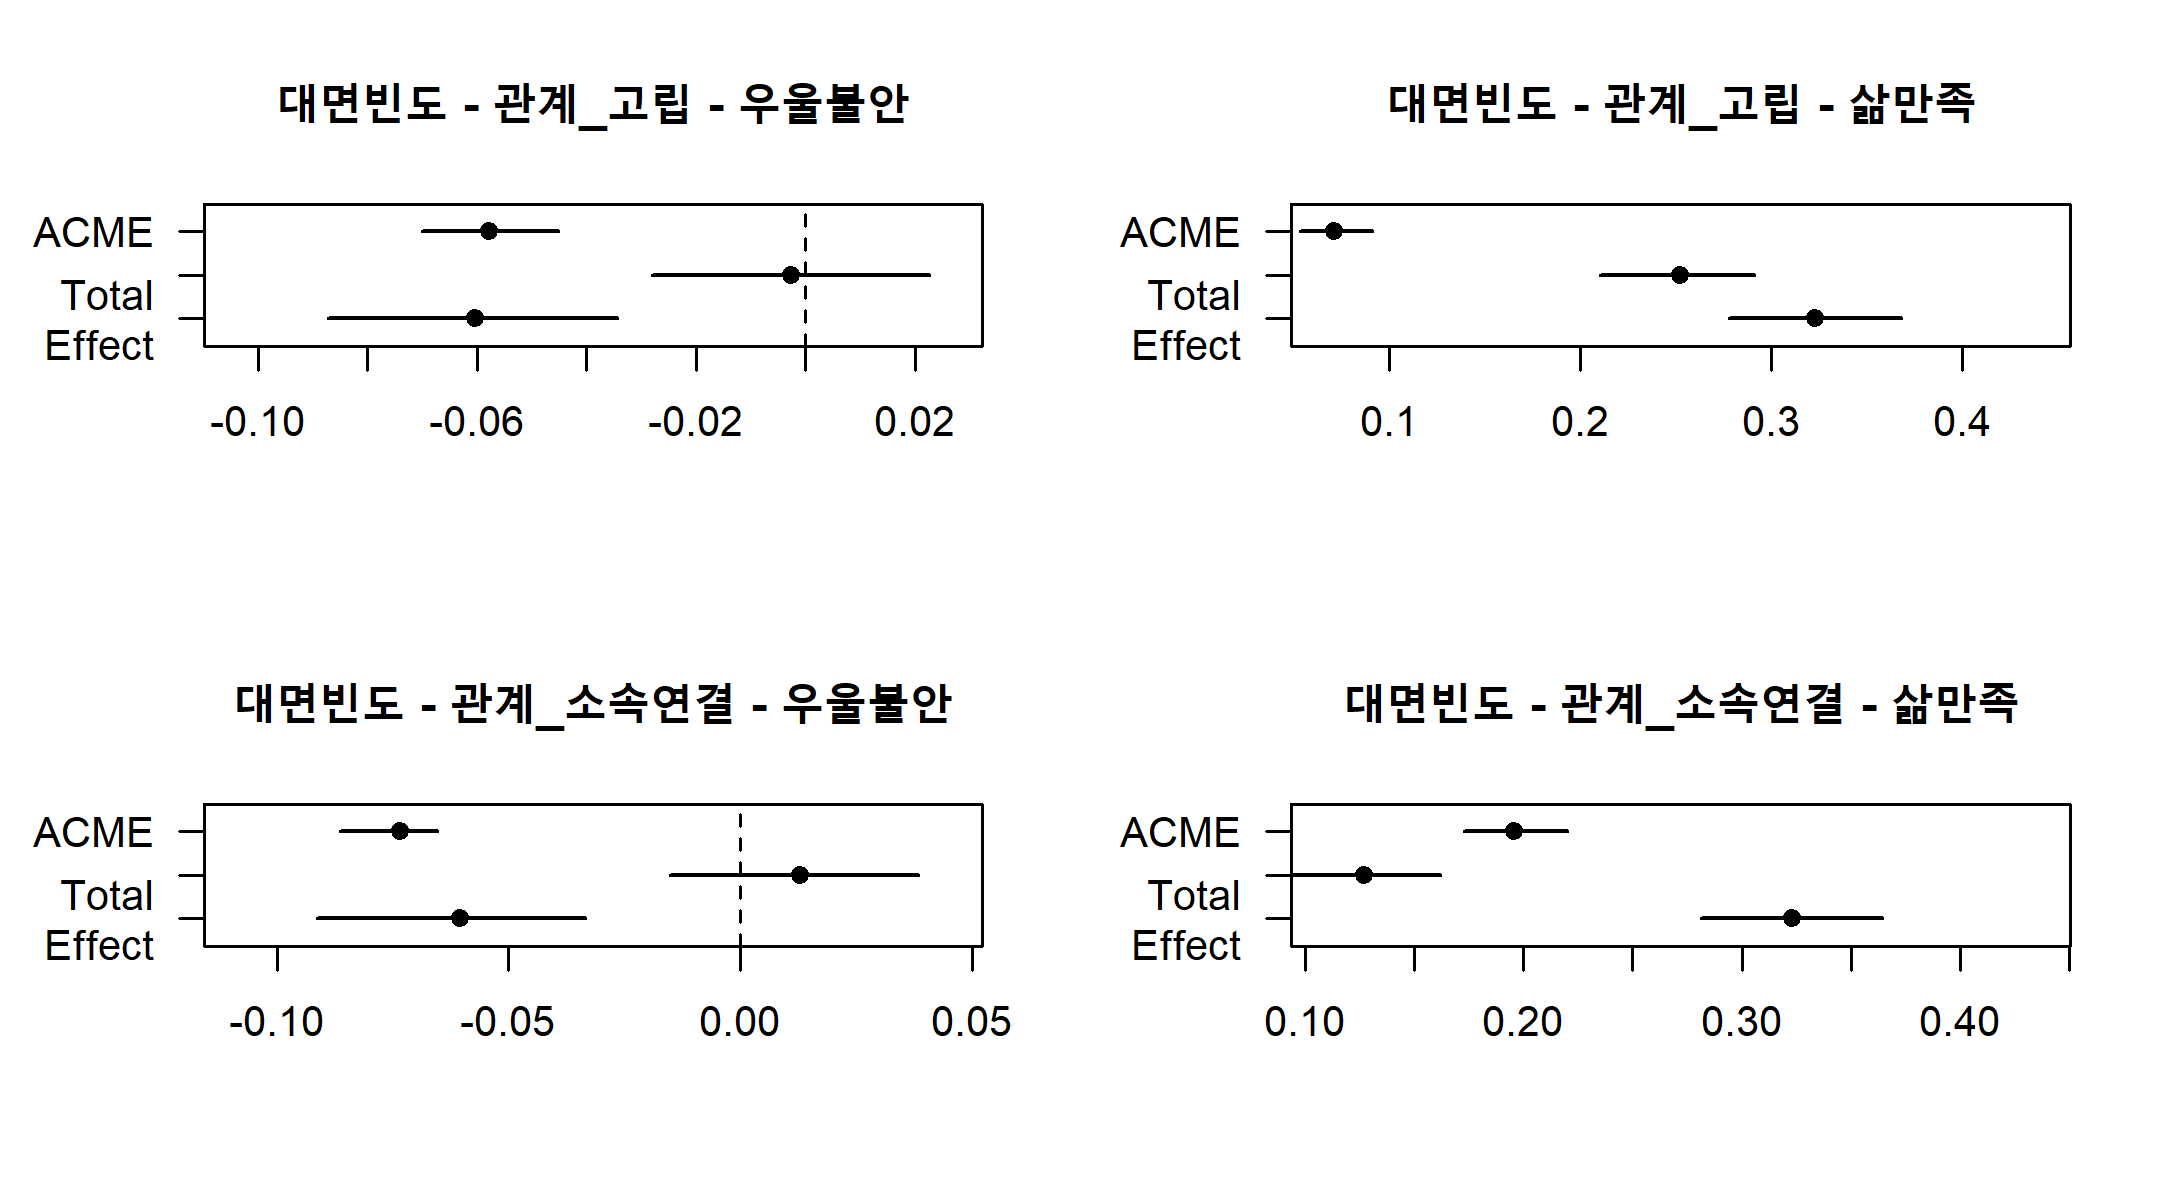 대면빈도 - 관계_고립 - 우울불안
ACME
Total
Effect
-0.10 -0.06 -0.02 0.02
대면빈도 - 관계_고립 - 삶만족
ACME
Total
Effect
0.1 0.2 0.3 0.4
대면빈도 - 관계_소속연결 - 우울불안
ACME
Total
Effect
-0.10 -0.05 0.00 0.05
대면빈도 - 관계_소속연결 - 삶만족
ACME
Total
Effect
0.10 0.20 0.30 0.40